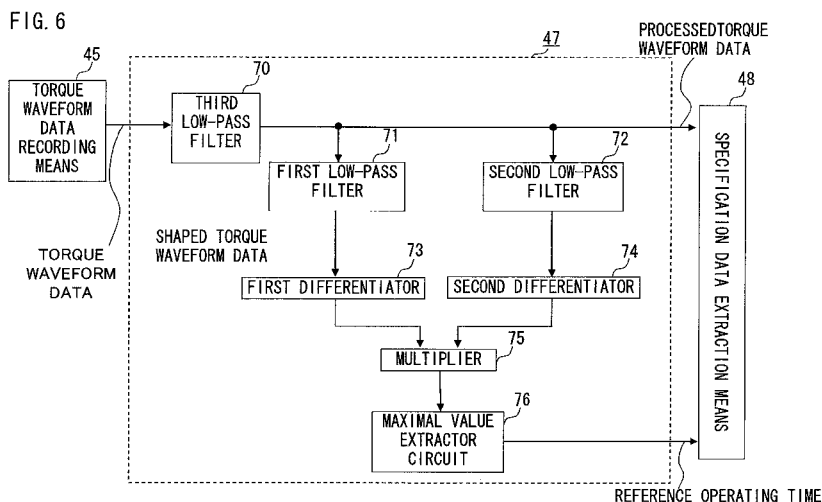 FIG. 6
45
TORQUE
WAVEFORM
DATA
RECORDING
MEANS
TORQUE
WAVEFORM
DATA
47
70
THIRD
LOW-PASS
FILTER
71
FIRST LOW-PASS
FILTER
72
SECOND LOW-PASS
FILTER
SHAPED TORQUE
WAVEFORM DATA
73
FIRST DIFFERENTIATOR
74
SECOND DIFFERENTIATOR
75
MULTIPLIER
76
MAXIMAL VALUE
EXTRACTOR
CIRCUIT
PROCESSEDTORQUE
WAVEFORM DATA
48
SPECIFICATION DATA EXTRACTION MEANS
REFERENCE OPERATING TIME